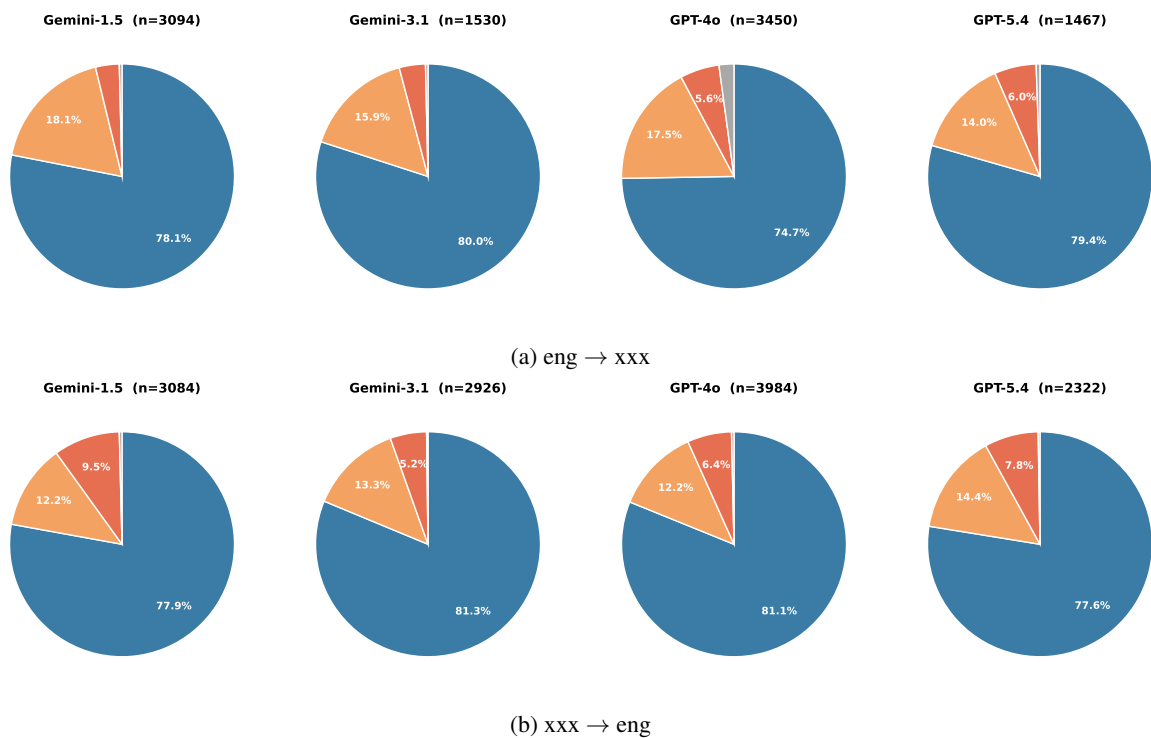 Gemini-1.5 (n=3094)
Gemini-3.1 (n=1530)
GPT-4o (n=3450)
GPT-5.4 (n=1467)
18.1%
78.1%
15.9%
80.0%
5.6%
17.5%
74.7%
6.0%
14.0%
79.4%
(a) eng → xxx
Gemini-1.5 (n=3084)
Gemini-3.1 (n=2926)
GPT-4o (n=3984)
GPT-5.4 (n=2322)
9.5%
12.2%
77.9%
5.2%
13.3%
81.3%
6.4%
12.2%
81.1%
7.8%
14.4%
77.6%
(b) xxx → eng